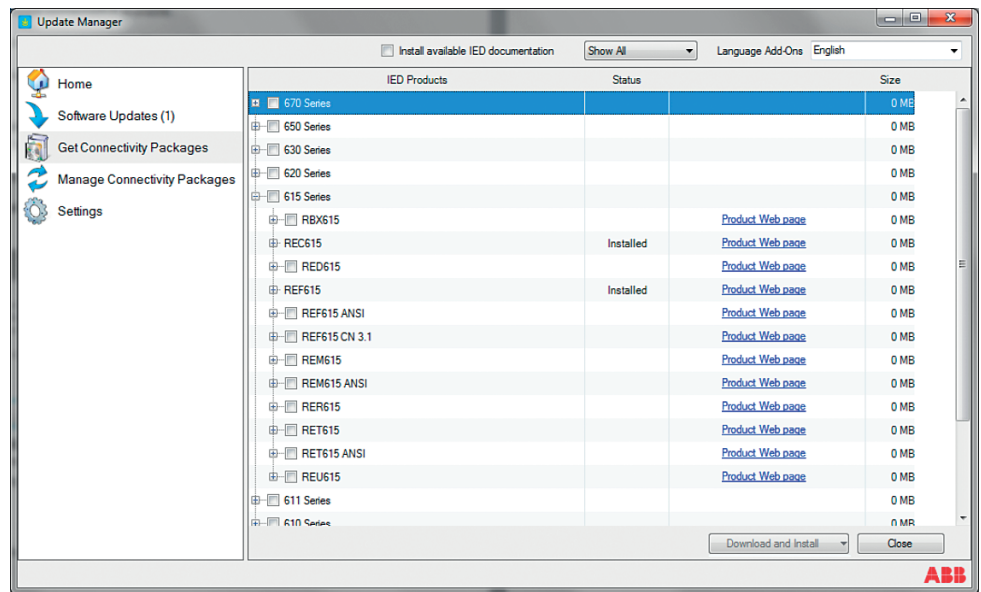 Update Manager
Install available IED documentation Show All Language Add-Ons English
Home
Software Updates (1)
Get Connectivity Packages
Manage Connectivity Packages
Settings
IED Products Status Size
670 Series 0 MB
650 Series 0 MB
630 Series 0 MB
620 Series 0 MB
615 Series 0 MB
RBX615 Product Web page 0 MB
REC615 Installed Product Web page 0 MB
RED615 Product Web page 0 MB
REF615 Installed Product Web page 0 MB
REF615 ANSI Product Web page 0 MB
REF615 CN 3.1 Product Web page 0 MB
REM615 Product Web page 0 MB
REM615 ANSI Product Web page 0 MB
RER615 Product Web page 0 MB
RET615 Product Web page 0 MB
RET615 ANSI Product Web page 0 MB
REU615 Product Web page 0 MB
611 Series 0 MB
610 Series 0 MB
Download and Install Close
ABB